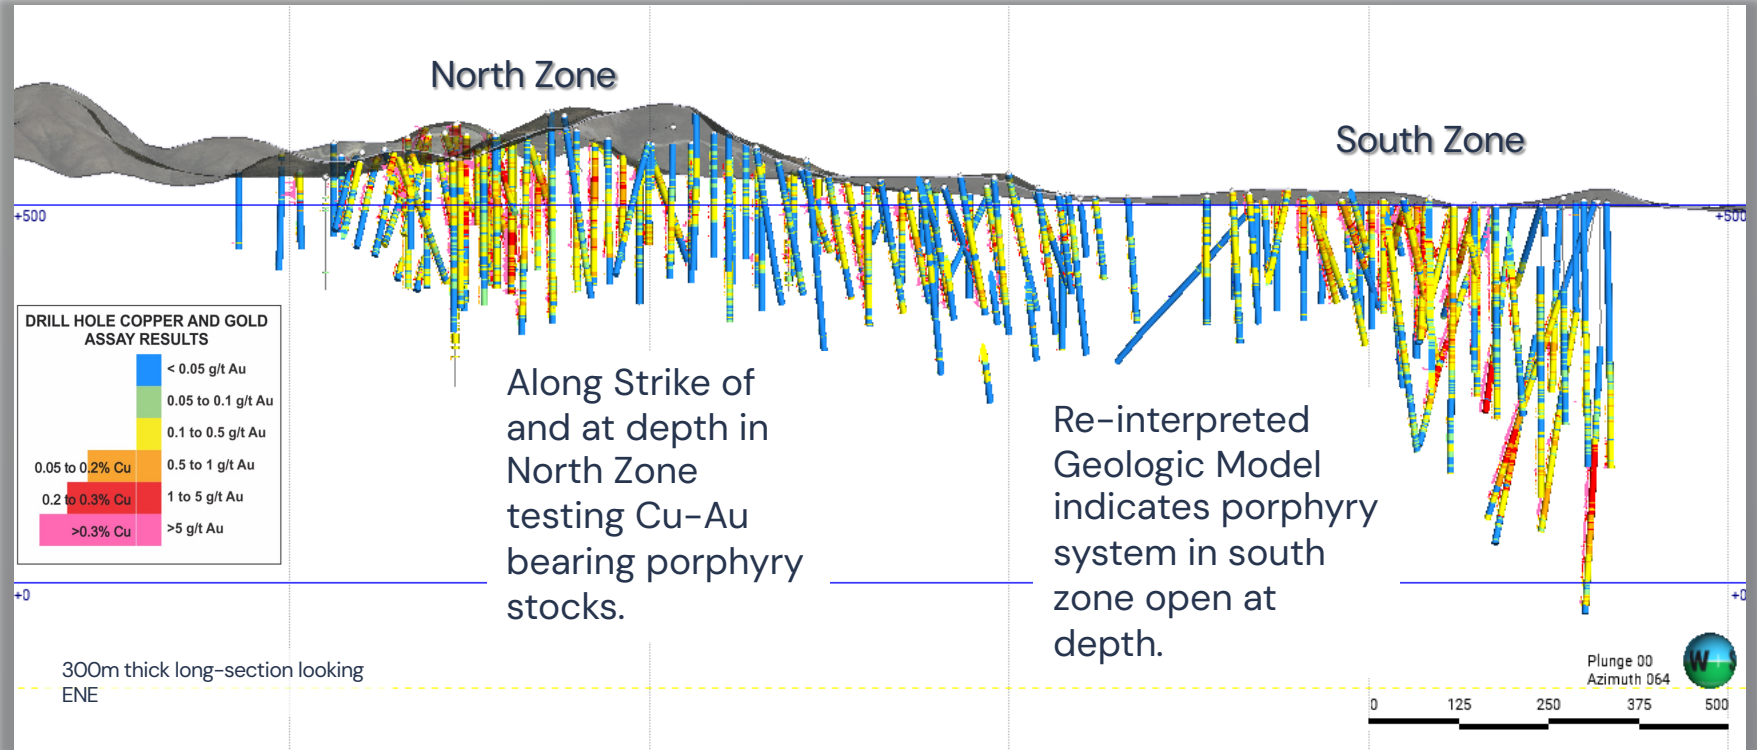 North Zone
South Zone
+500
+500
DRILL HOLE COPPER AND GOLD
ASSAY RESULTS
< 0.05 g/t Au
0.05 to 0.1 g/t Au
0.1 to 0.5 g/t Au
0.05 to 0.2% Cu 0.5 to 1 g/t Au
0.2 to 0.3% Cu 1 to 5 g/t Au
>0.3% Cu >5 g/t Au
Along Strike of
and at depth in
North Zone
testing Cu-Au
bearing porphyry
stocks.
Re-interpreted
Geologic Model
indicates porphyry
system in south
zone open at
depth.
+0
+0
300m thick long-section looking
ENE
Plunge 00
Azimuth 064
W S
0 125 250 375 500